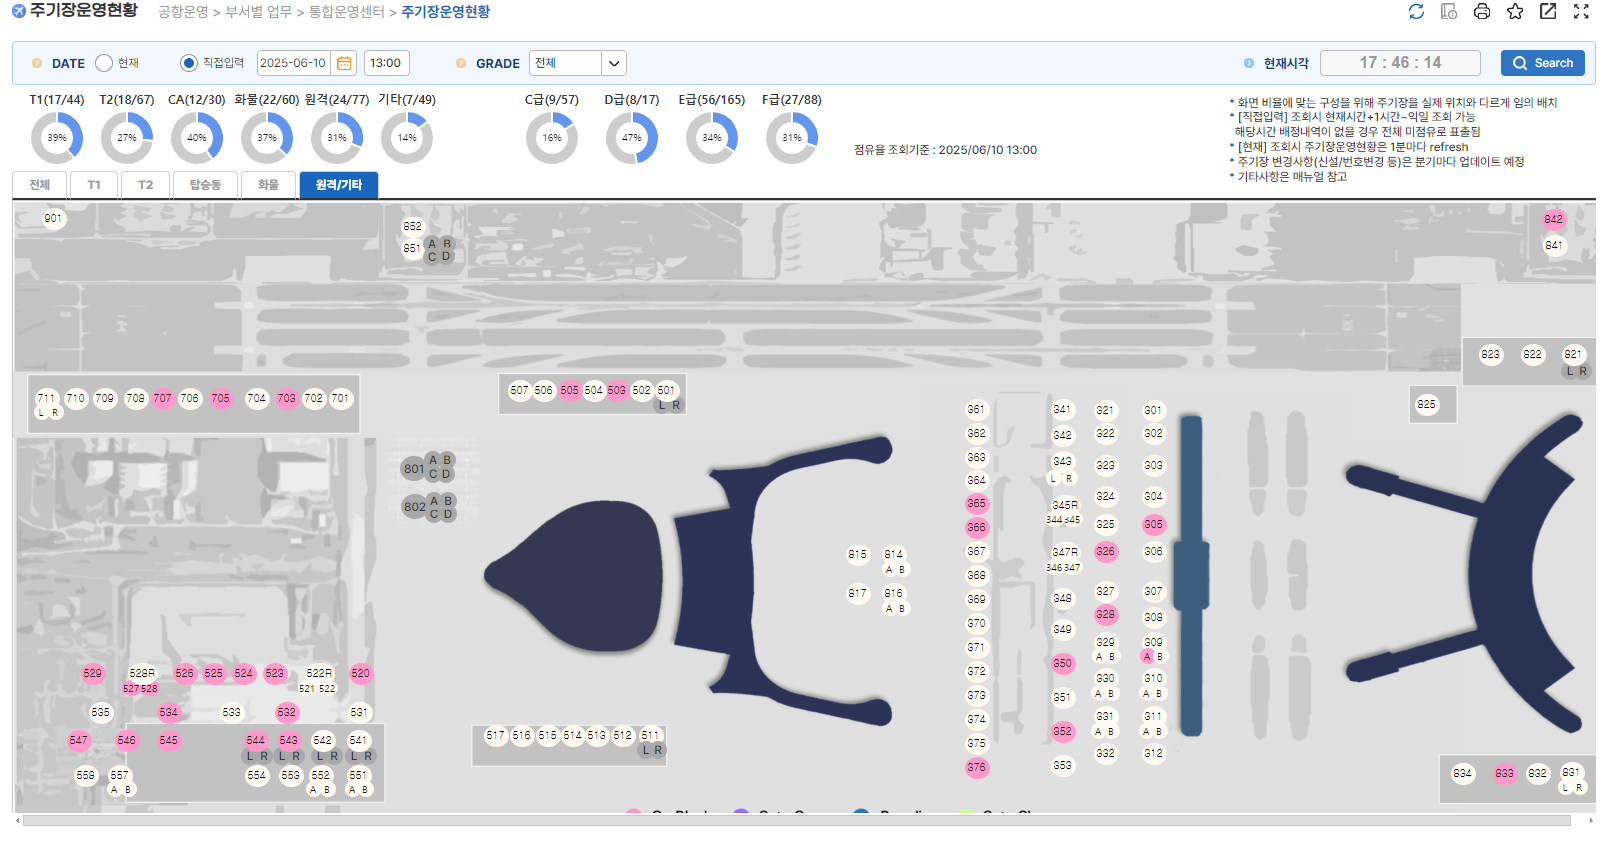 주기장운영현황
공항운영 > 부서별 업무 > 통합운영센터 > 주기장운영현황
DATE 현재 직접입력 2025-06-10 13:00 GRADE 전체 현재시각 17 : 46 : 14 Search
T1(17/44) T2(18/67) CA(12/30) 화물(22/60) 원격(24/77) 기타(7/49) C급(9/57) D급(8/17) E급(56/165) F급(27/88)
39% 27% 40% 37% 31% 14% 16% 47% 34% 31%
점유율 조회기준 : 2025/06/10 13:00
* 화면 비율에 맞는 구성을 위해 주기장을 실제 위치와 다르게 임의 배치
* [직접입력] 조회시 현재시간+1시간~익일 조회 가능
해당시간 배정내역이 없을 경우 전체 미점유로 표출됨
* [현재] 조회시 주기장운영현황은 1분마다 refresh
* 주기장 변경사항(신설/번호변경 등)은 분기마다 업데이트 예정
* 기타사항은 매뉴얼 참고
전체 T1 T2 탑승동 화물 원격/기타
901
852
851 A B
C D
842
841
823 822 821
L R
825
711 710 709 708 707 706 705 704 703 702 701
L R
507 506 505 504 503 502 501
L R
801 A B
C D
802 A B
C D
815 814
A B
817 816
A B
361
362
363
364
365
366
367
368
369
370
371
372
373
374
375
376
341
342
343
L R
345R
344 345
347R
346 347
348
349
350
351
352
353
321
322
323
324
325
326
327
328
329
A B
330
A B
331
A B
332
301
302
303
304
305
306
307
308
309
A B
310
A B
311
A B
312
529 528R 526 525 524 523 522R 520
527 528 521 522
535 534 533 532 531
547 546 545 544 543 542 541
L R L R L R L R
558 557 554 553 552 551
A B A B A B
517 516 515 514 513 512 511
L R
834 833 832 831
L R